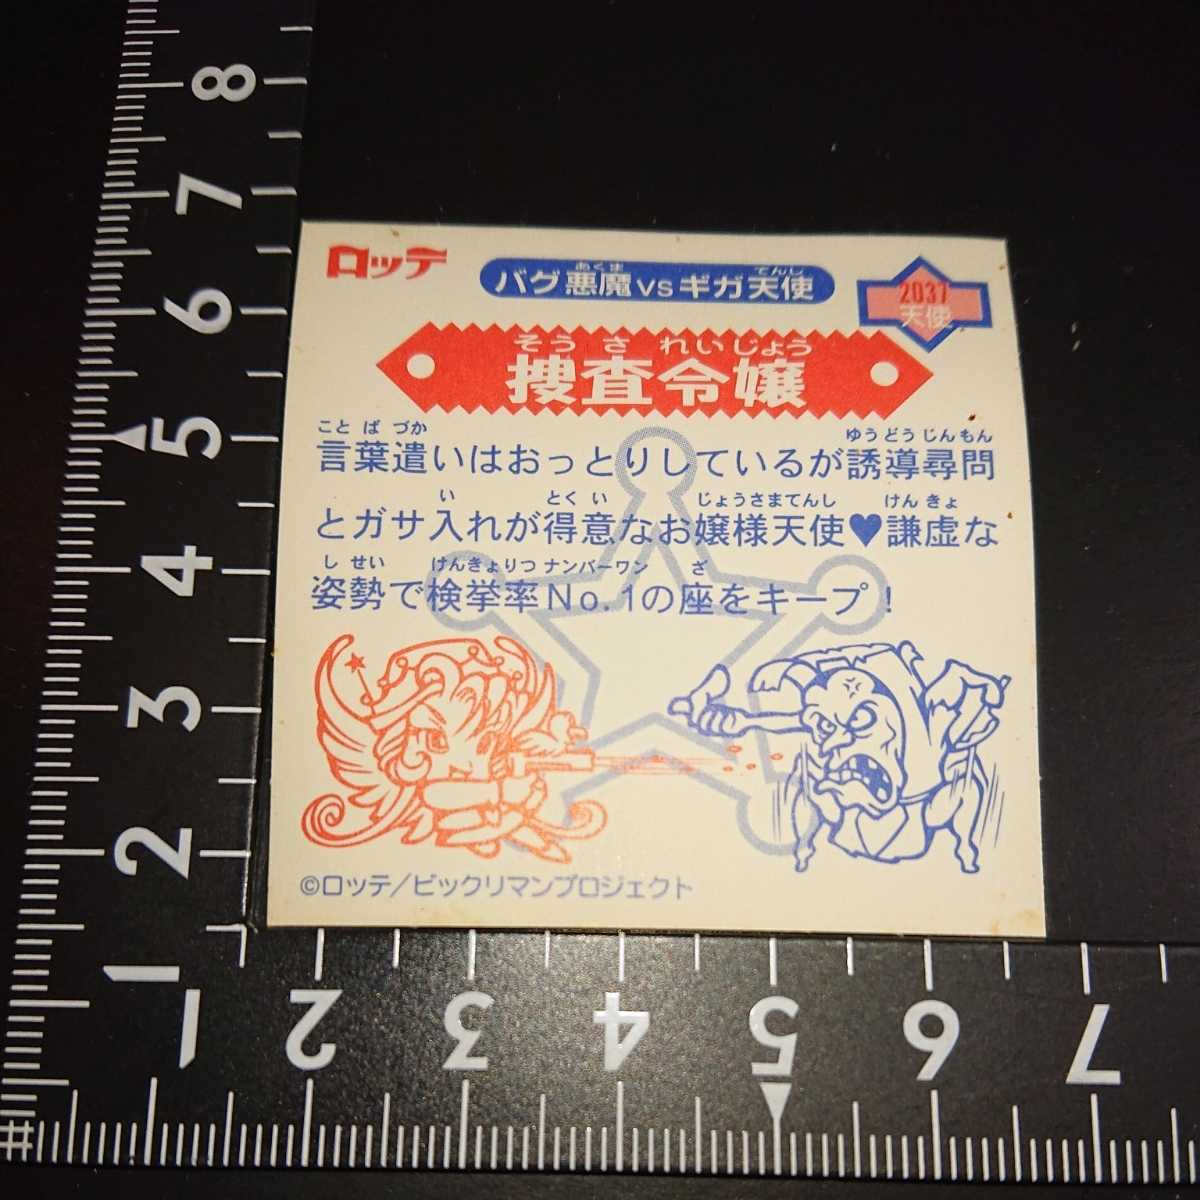 ロッテ
バグ悪魔vsギガ天使
あくま てんし
2037
天使
そうされいじょう
捜査令嬢
ことばづか ゆうどうじんもん
言葉遣いはおっとりしているが誘導尋問
い とくい じょうさまてんし けんきょ
とガサ入れが得意なお嬢様天使♥謙虚な
しせい けんきょりつ ナンバーワン ざ
姿勢で検挙率No.1の座をキープ!
©ロッテ/ビックリマンプロジェクト
8
7
6
5
4
3
2
1
1 2 3 4 5 6 7